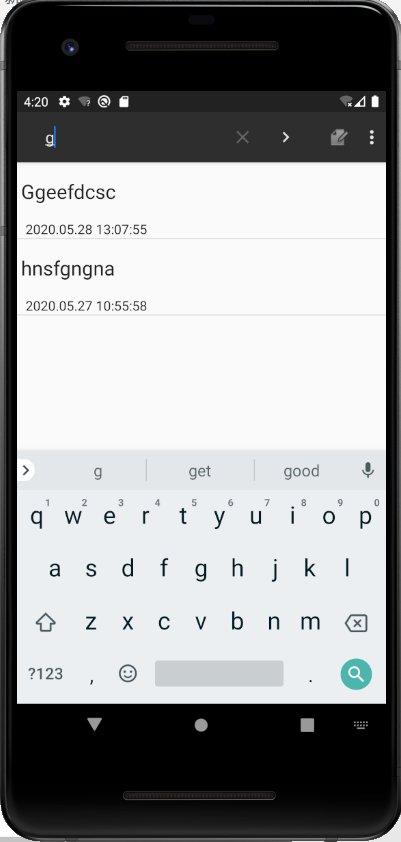 4:20
g
Ggeefdcsc
2020.05.28 13:07:55
hnsfgngna
2020.05.27 10:55:58
g get good
1 2 3 4 5 6 7 8 9 0
q w e r t y u i o p
a s d f g h j k l
z x c v b n m
?123 , .